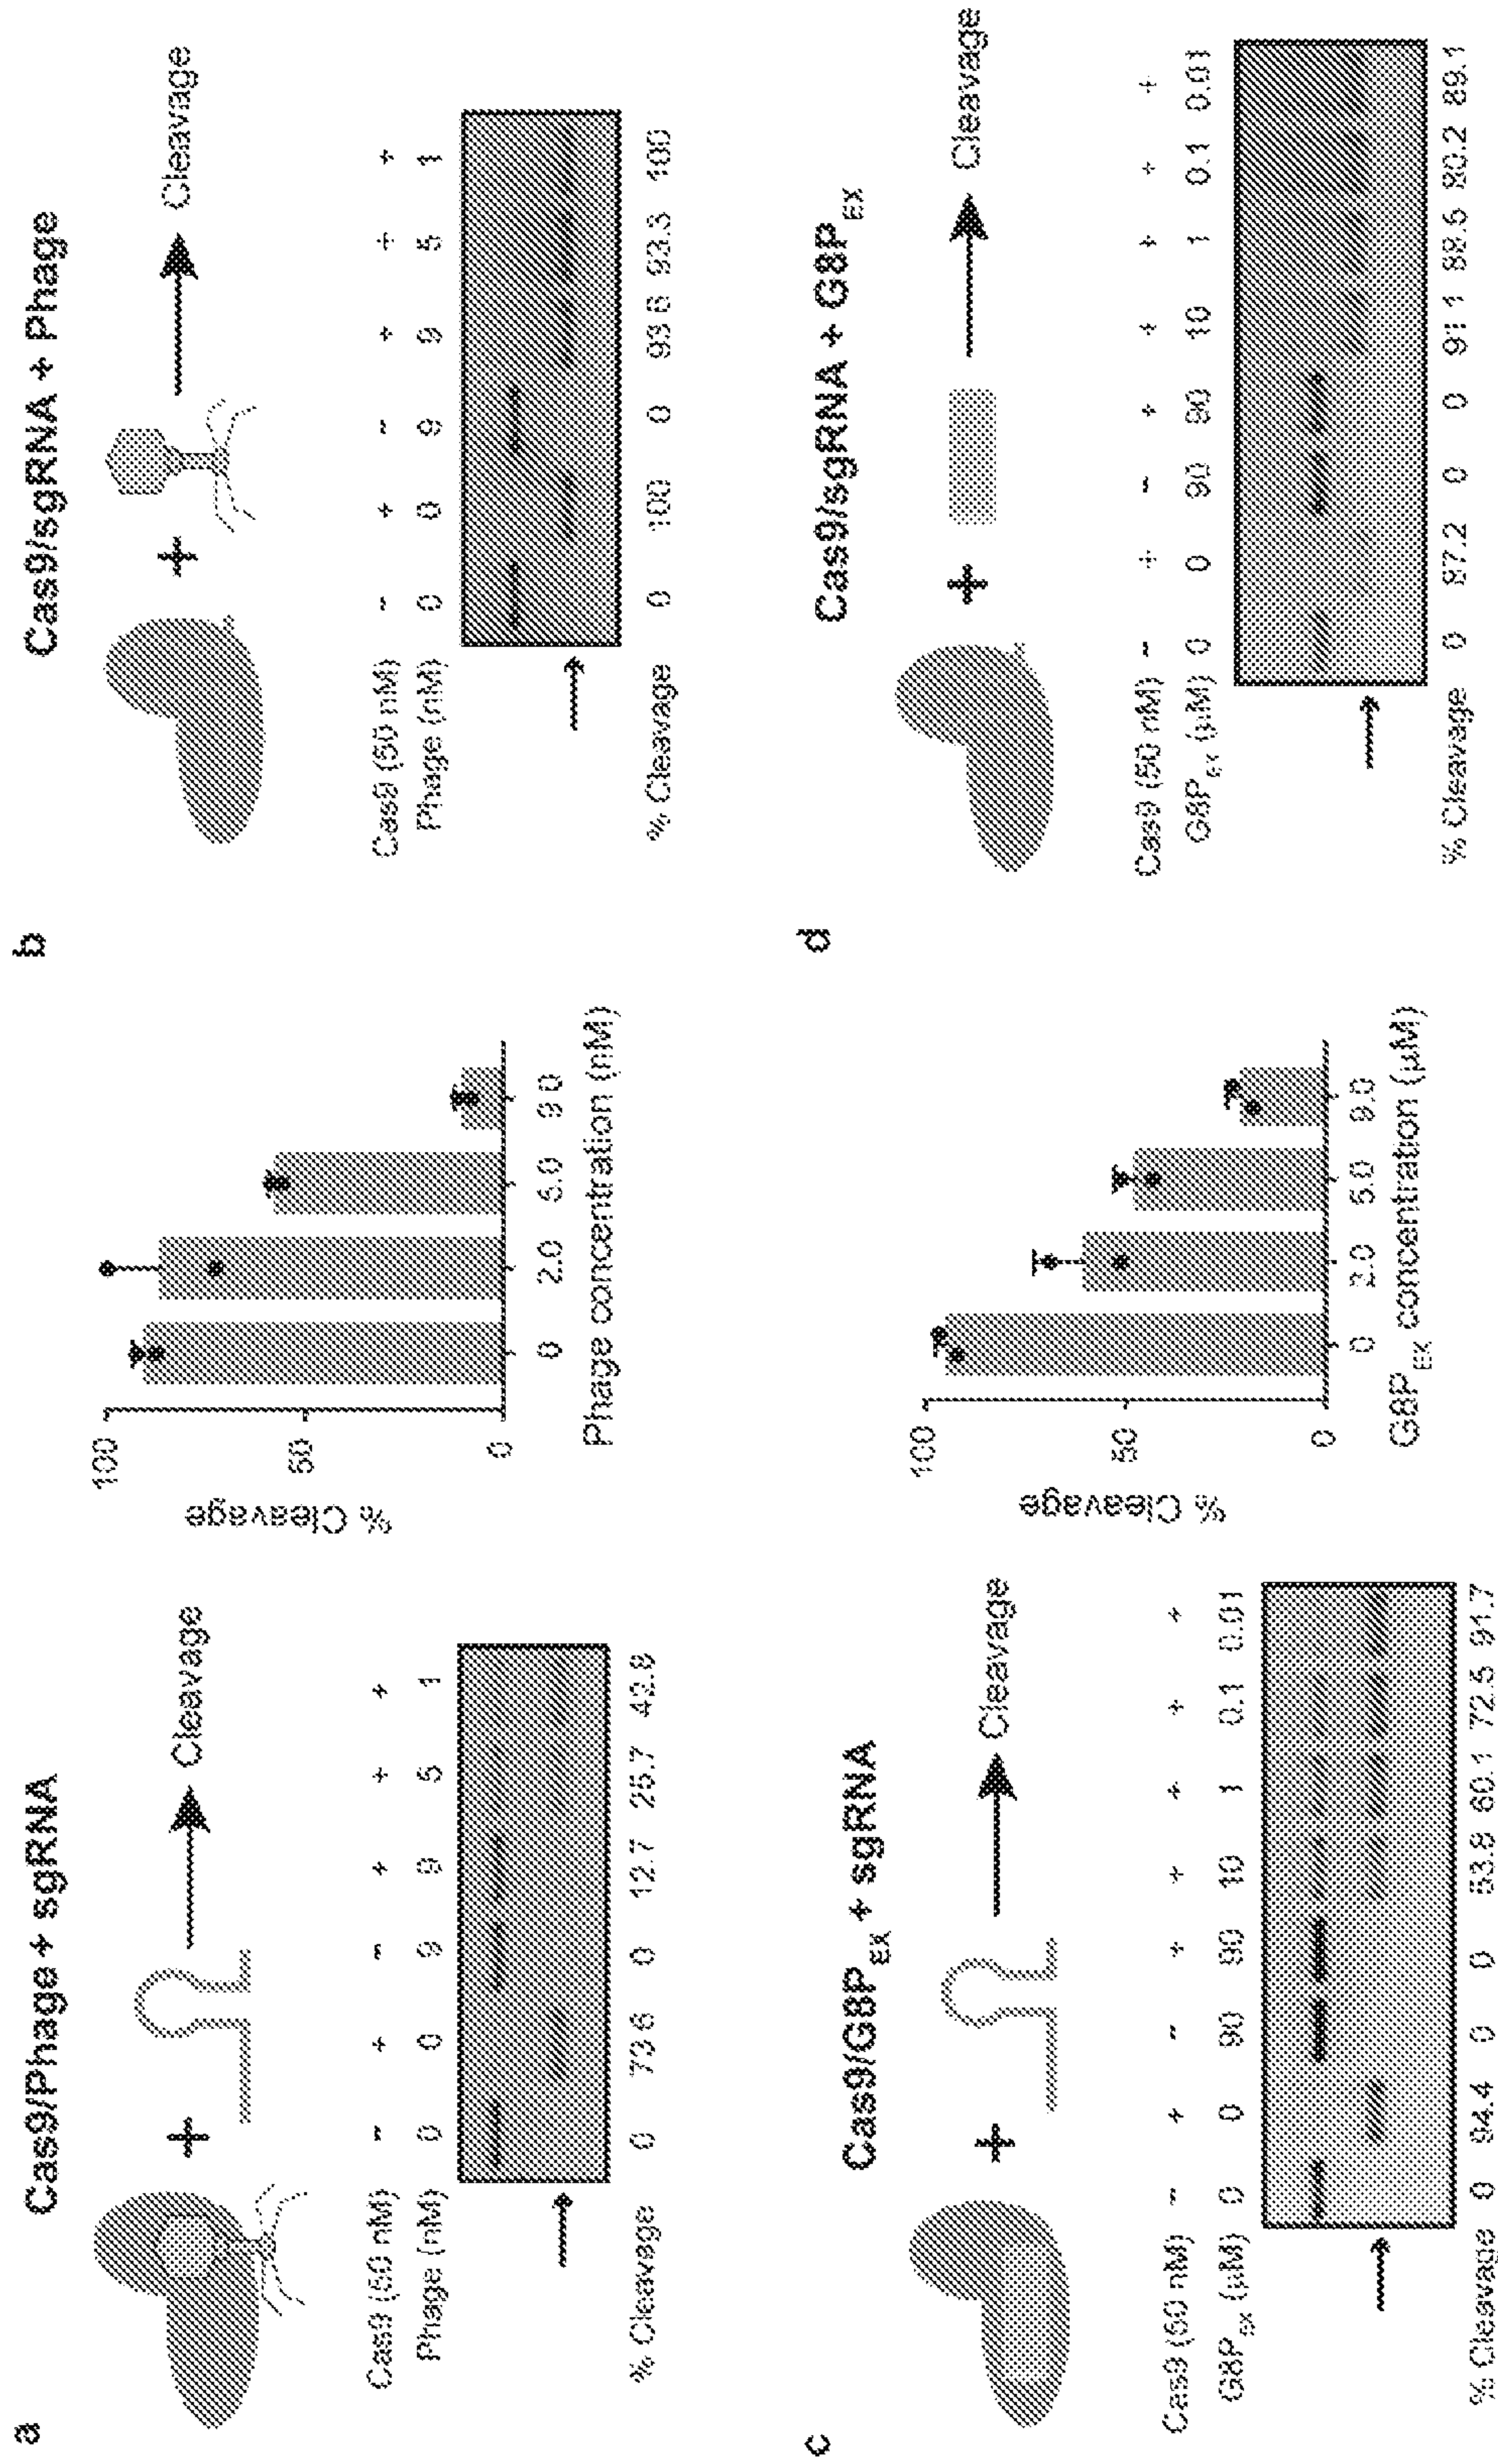 a
Cas9/Phage + sgRNA
+
Cleavage
Cas9 (50 nM) - + - + + +
Phage (nM) 0 0 9 9 5 1
% Cleavage 0 73.6 0 12.7 25.7 42.8
% Cleavage
100
50
0
0 2.0 5.0 9.0
Phage concentration (nM)
b
Cas9/sgRNA + Phage
+
Cleavage
Cas9 (50 nM) - + - + + +
Phage (nM) 0 0 9 9 5 1
% Cleavage 0 100 0 93.6 93.3 100
c
Cas9/G8PEX + sgRNA
+
Cleavage
Cas9 (50 nM) - + - + + + + +
G8PEX (µM) 0 0 90 90 10 1 0.1 0.01
% Cleavage 0 94.4 0 0 53.8 60.1 72.5 91.7
% Cleavage
100
50
0
0 2.0 5.0 9.0
G8PEX concentration (µM)
d
Cas9/sgRNA + G8PEX
+
Cleavage
Cas9 (50 nM) - + - + + + + +
G8PEX (µM) 0 0 90 90 10 1 0.1 0.01
% Cleavage 0 87.2 0 0 91.1 88.5 80.2 89.1